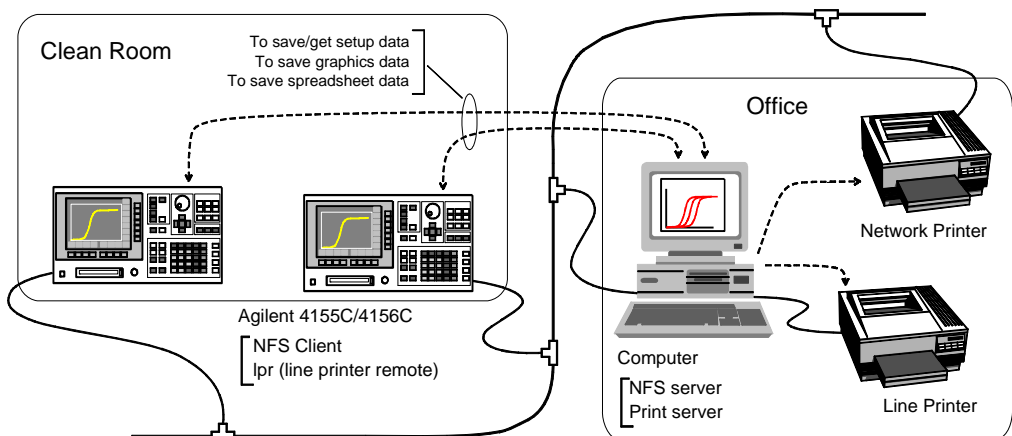 Clean Room
To save/get setup data
To save graphics data
To save spreadsheet data
Office
Network Printer
Agilent 4155C/4156C
NFS Client
lpr (line printer remote)
Computer
NFS server
Print server
Line Printer